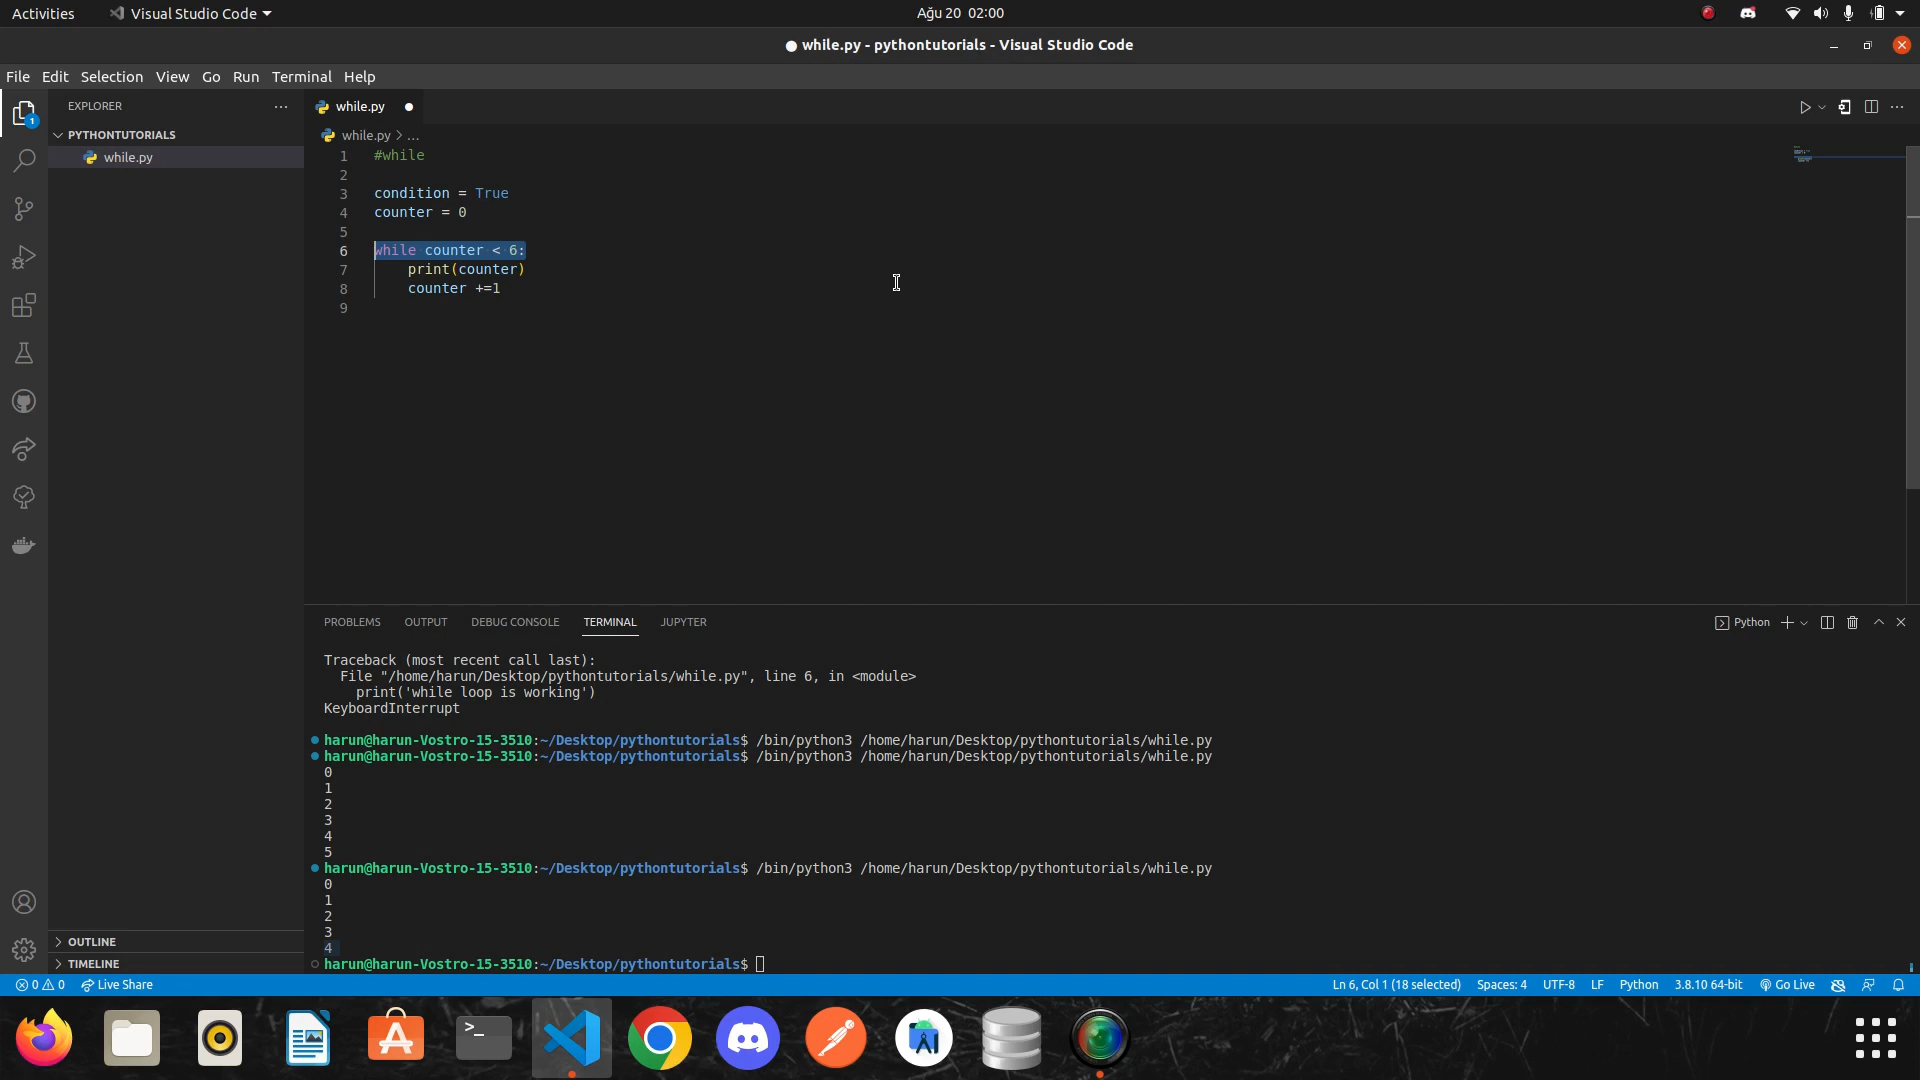 Activities Visual Studio Code Ağu 20 02:00
while.py - pythontutorials - Visual Studio Code
File Edit Selection View Go Run Terminal Help
EXPLORER
while.py
PYTHONTUTORIALS
while.py
while.py > ...
1 #while
2
3 condition = True
4 counter = 0
5
6 while counter < 6:
7 print(counter)
8 counter +=1
9
1
PROBLEMS OUTPUT DEBUG CONSOLE TERMINAL JUPYTER
Python
Traceback (most recent call last):
File "/home/harun/Desktop/pythontutorials/while.py", line 6, in <module>
print('while loop is working')
KeyboardInterrupt
harun@harun-Vostro-15-3510:~/Desktop/pythontutorials$ /bin/python3 /home/harun/Desktop/pythontutorials/while.py
harun@harun-Vostro-15-3510:~/Desktop/pythontutorials$ /bin/python3 /home/harun/Desktop/pythontutorials/while.py
0
1
2
3
4
5
harun@harun-Vostro-15-3510:~/Desktop/pythontutorials$ /bin/python3 /home/harun/Desktop/pythontutorials/while.py
0
1
2
3
4
harun@harun-Vostro-15-3510:~/Desktop/pythontutorials$
OUTLINE
TIMELINE
0 0 Live Share Ln 6, Col 1 (18 selected) Spaces: 4 UTF-8 LF Python 3.8.10 64-bit Go Live
>_